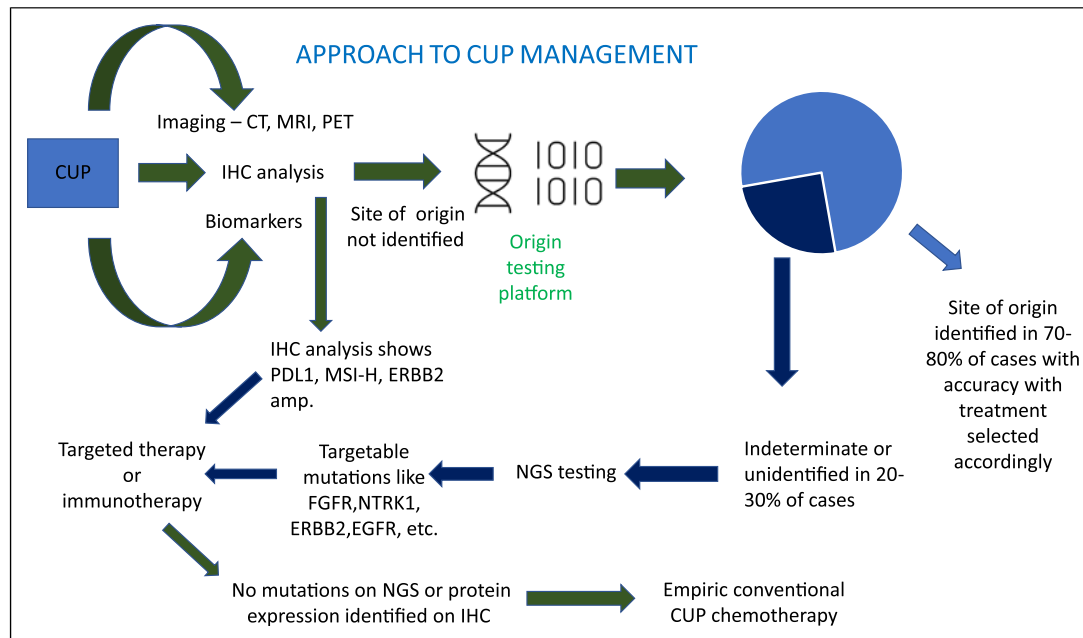 APPROACH TO CUP MANAGEMENT
CUP
Imaging – CT, MRI, PET
IHC analysis
Biomarkers
Site of origin
not identified
IOIO
IOIO
Origin
testing
platform
Site of origin
identified in 70-
80% of cases with
accuracy with
treatment
selected
accordingly
IHC analysis shows
PDL1, MSI-H, ERBB2
amp.
Targeted therapy
or
immunotherapy
Targetable
mutations like
FGFR,NTRK1,
ERBB2,EGFR, etc.
NGS testing
Indeterminate or
unidentified in 20-
30% of cases
No mutations on NGS or protein
expression identified on IHC
Empiric conventional
CUP chemotherapy